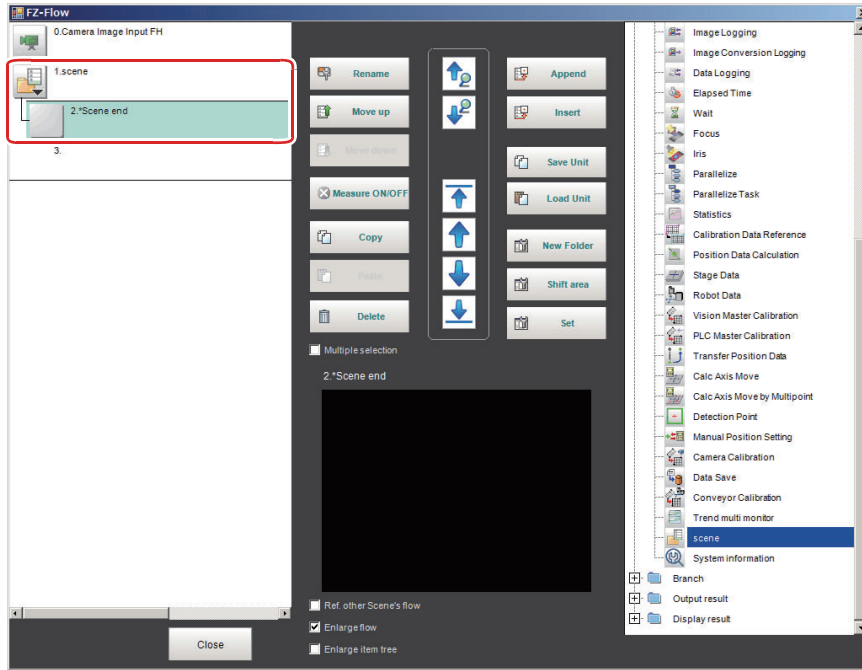 FZ-Flow
0.Camera Image Input FH
1.scene
2.*Scene end
3.
Rename
Move up
Move down
Measure ON/OFF
Copy
Paste
Delete
Append
Insert
Save Unit
Load Unit
New Folder
Shift area
Set
Multiple selection
2.*Scene end
Ref. other Scene's flow
Enlarge flow
Enlarge item tree
Close
Image Logging
Image Conversion Logging
Data Logging
Elapsed Time
Wait
Focus
Iris
Parallelize
Parallelize Task
Statistics
Calibration Data Reference
Position Data Calculation
Stage Data
Robot Data
Vision Master Calibration
PLC Master Calibration
Transfer Position Data
Calc Axis Move
Calc Axis Move by Multipoint
Detection Point
Manual Position Setting
Camera Calibration
Data Save
Conveyor Calibration
Trend multi monitor
scene
System information
Branch
Output result
Display result